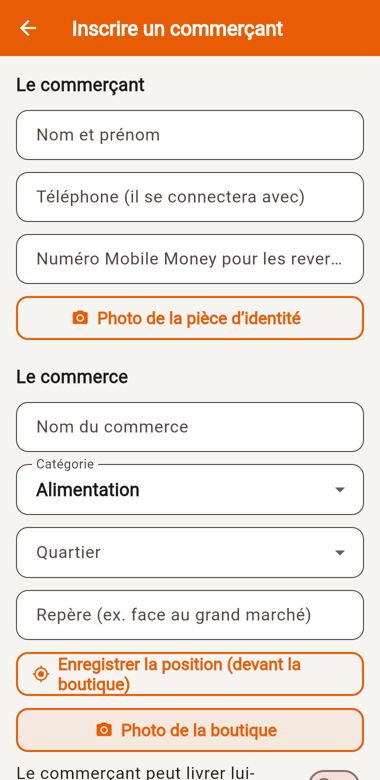 Inscrire un commerçant
Le commerçant
Nom et prénom
Téléphone (il se connectera avec)
Numéro Mobile Money pour les rever…
Photo de la pièce d’identité
Le commerce
Nom du commerce
Catégorie
Alimentation
Quartier
Repère (ex. face au grand marché)
Enregistrer la position (devant la
boutique)
Photo de la boutique
Le commerçant peut livrer lui-